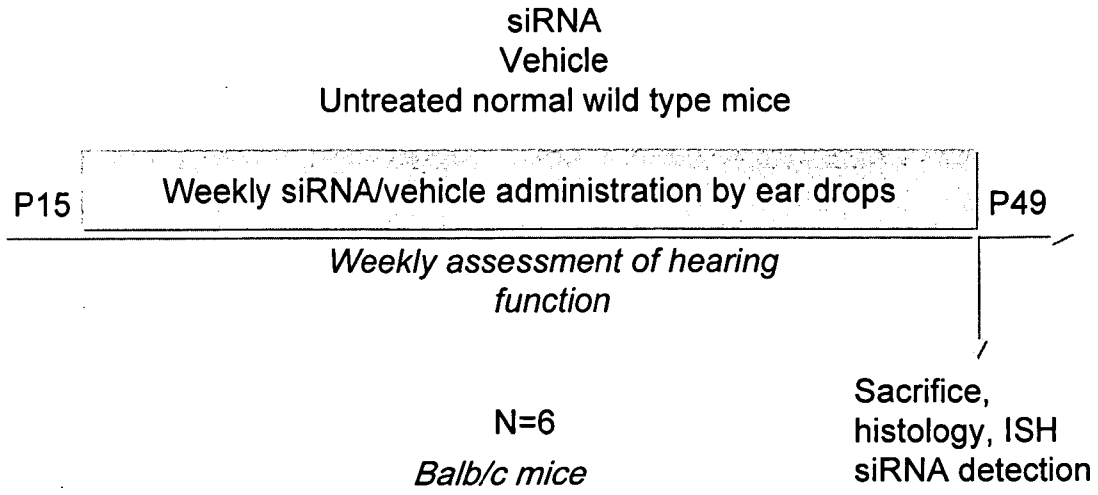 siRNA
Vehicle
Untreated normal wild type mice
P15
Weekly siRNA/vehicle administration by ear drops
P49
Weekly assessment of hearing
function
Sacrifice,
histology, ISH
siRNA detection
N=6
Balb/c mice